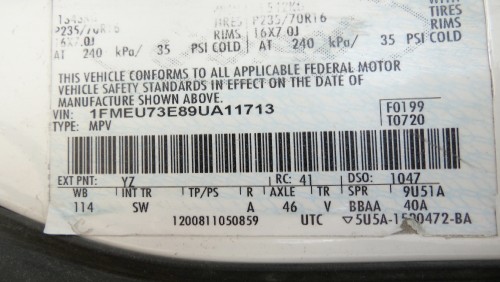 TIRES P235/70R16
P235/70R16 RIMS 16X7.0J RIMS
16X7.0J
AT 240 kPa/ 35 PSI COLD AT 240 kPa/ 35 PSI COLD
THIS VEHICLE CONFORMS TO ALL APPLICABLE FEDERAL MOTOR
VEHICLE SAFETY STANDARDS IN EFFECT ON THE DATE OF
MANUFACTURE SHOWN ABOVE.
VIN: 1FMEU73E89UA11713 F0199
TYPE: MPV T0720
EXT PNT: YZ RC: 41 DSO: 1047
WB INT TR TP/PS R AXLE TR SPR 9U51A
114 SW A 46 V BBAA 40A
1200811050859 UTC ▽5U5A-1520472-BA